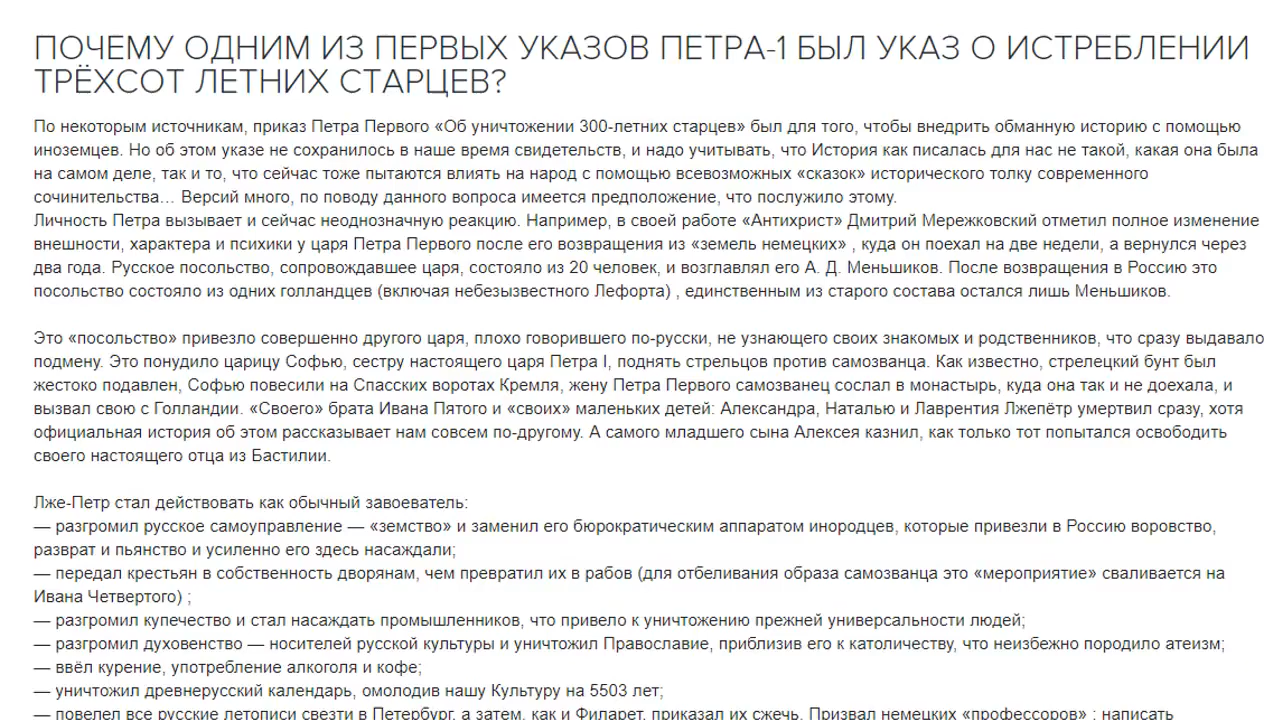 ПОЧЕМУ ОДНИМ ИЗ ПЕРВЫХ УКАЗОВ ПЕТРА-1 БЫЛ УКАЗ О ИСТРЕБЛЕНИИ
ТРЁХСОТ ЛЕТНИХ СТАРЦЕВ?
По некоторым источникам, приказ Петра Первого «Об уничтожении 300-летних старцев» был для того, чтобы внедрить обманную историю с помощью
иноземцев. Но об этом указе не сохранилось в наше время свидетельств, и надо учитывать, что История как писалась для нас не такой, какая она была
на самом деле, так и то, что сейчас тоже пытаются влиять на народ с помощью всевозможных «сказок» исторического толку современного
сочинительства… Версий много, по поводу данного вопроса имеется предположение, что послужило этому.
Личность Петра вызывает и сейчас неоднозначную реакцию. Например, в своей работе «Антихрист» Дмитрий Мережковский отметил полное изменение
внешности, характера и психики у царя Петра Первого после его возвращения из «земель немецких» , куда он поехал на две недели, а вернулся через
два года. Русское посольство, сопровождавшее царя, состояло из 20 человек, и возглавлял его А. Д. Меньшиков. После возвращения в Россию это
посольство состояло из одних голландцев (включая небезызвестного Лефорта) , единственным из старого состава остался лишь Меньшиков.
Это «посольство» привезло совершенно другого царя, плохо говорившего по-русски, не узнающего своих знакомых и родственников, что сразу выдавало
подмену. Это понудило царицу Софью, сестру настоящего царя Петра I, поднять стрельцов против самозванца. Как известно, стрелецкий бунт был
жестоко подавлен, Софью повесили на Спасских воротах Кремля, жену Петра Первого самозванец сослал в монастырь, куда она так и не доехала, и
вызвал свою с Голландии. «Своего» брата Ивана Пятого и «своих» маленьких детей: Александра, Наталью и Лаврентия Лжепётр умертвил сразу, хотя
официальная история об этом рассказывает нам совсем по-другому. А самого младшего сына Алексея казнил, как только тот попытался освободить
своего настоящего отца из Бастилии.
Лже-Петр стал действовать как обычный завоеватель:
— разгромил русское самоуправление — «земство» и заменил его бюрократическим аппаратом инородцев, которые привезли в Россию воровство,
разврат и пьянство и усиленно его здесь насаждали;
— передал крестьян в собственность дворянам, чем превратил их в рабов (для отбеливания образа самозванца это «мероприятие» сваливается на
Ивана Четвертого) ;
— разгромил купечество и стал насаждать промышленников, что привело к уничтожению прежней универсальности людей;
— разгромил духовенство — носителей русской культуры и уничтожил Православие, приблизив его к католичеству, что неизбежно породило атеизм;
— ввёл курение, употребление алкоголя и кофе;
— уничтожил древнерусский календарь, омолодив нашу Культуру на 5503 лет;
— повелел все русские летописи свезти в Петербург, а затем, как и Филарет, приказал их сжечь. Призвал немецких «профессоров» ; написать